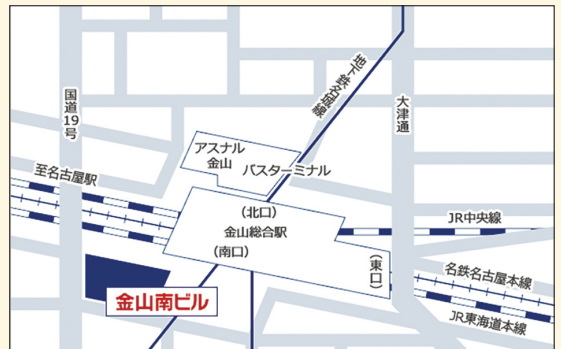 国道19号
地下鉄名城線
大津通
アスナル
金山
バスターミナル
至名古屋駅
(北口)
金山総合駅
(南口)
(東口)
JR中央線
名鉄名古屋本線
JR東海道本線
金山南ビル